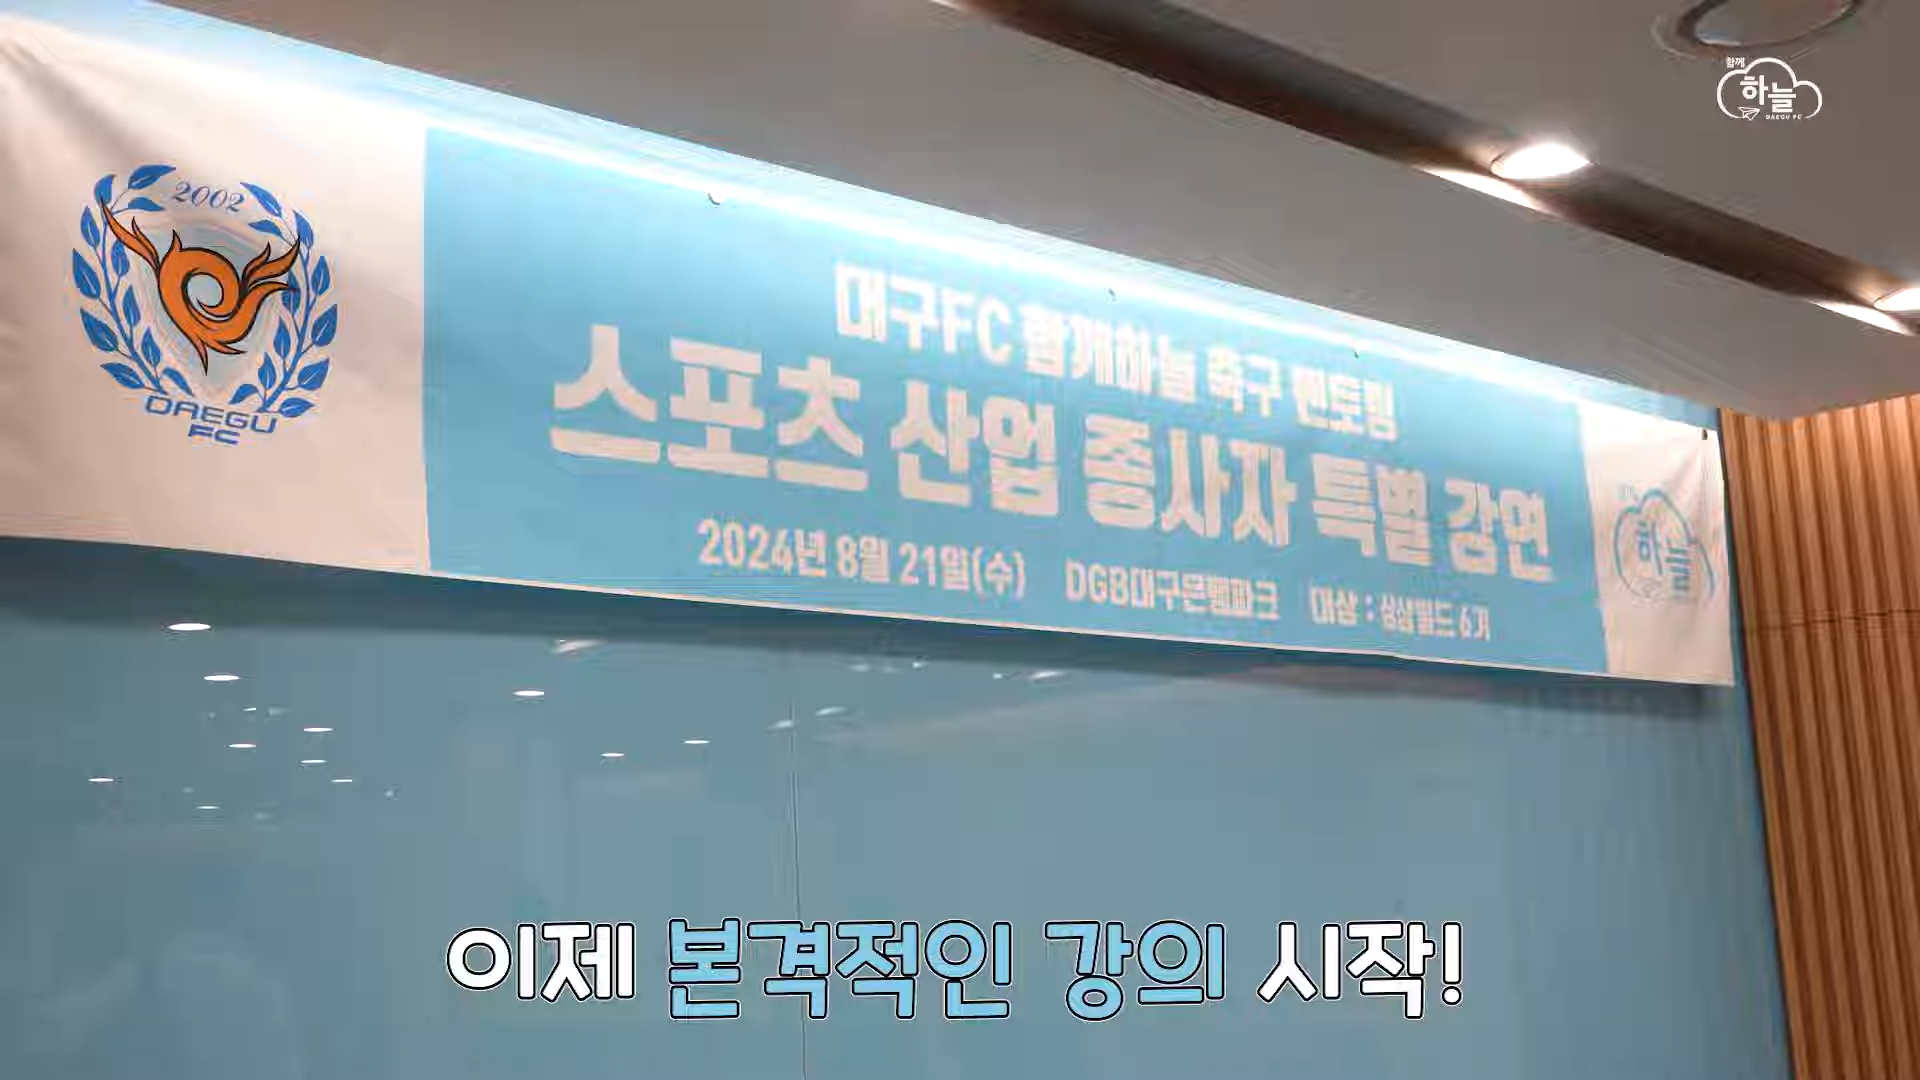 함께
하늘
DAEGU FC
2002
DAEGU
FC
대구FC 함께하늘 축구 멘토링
스포츠 산업 종사자 특별 강연
2024년 8월 21일(수) DGB대구은행파크 대상 : 상상필드 6기
하늘
이제 본격적인 강의 시작!